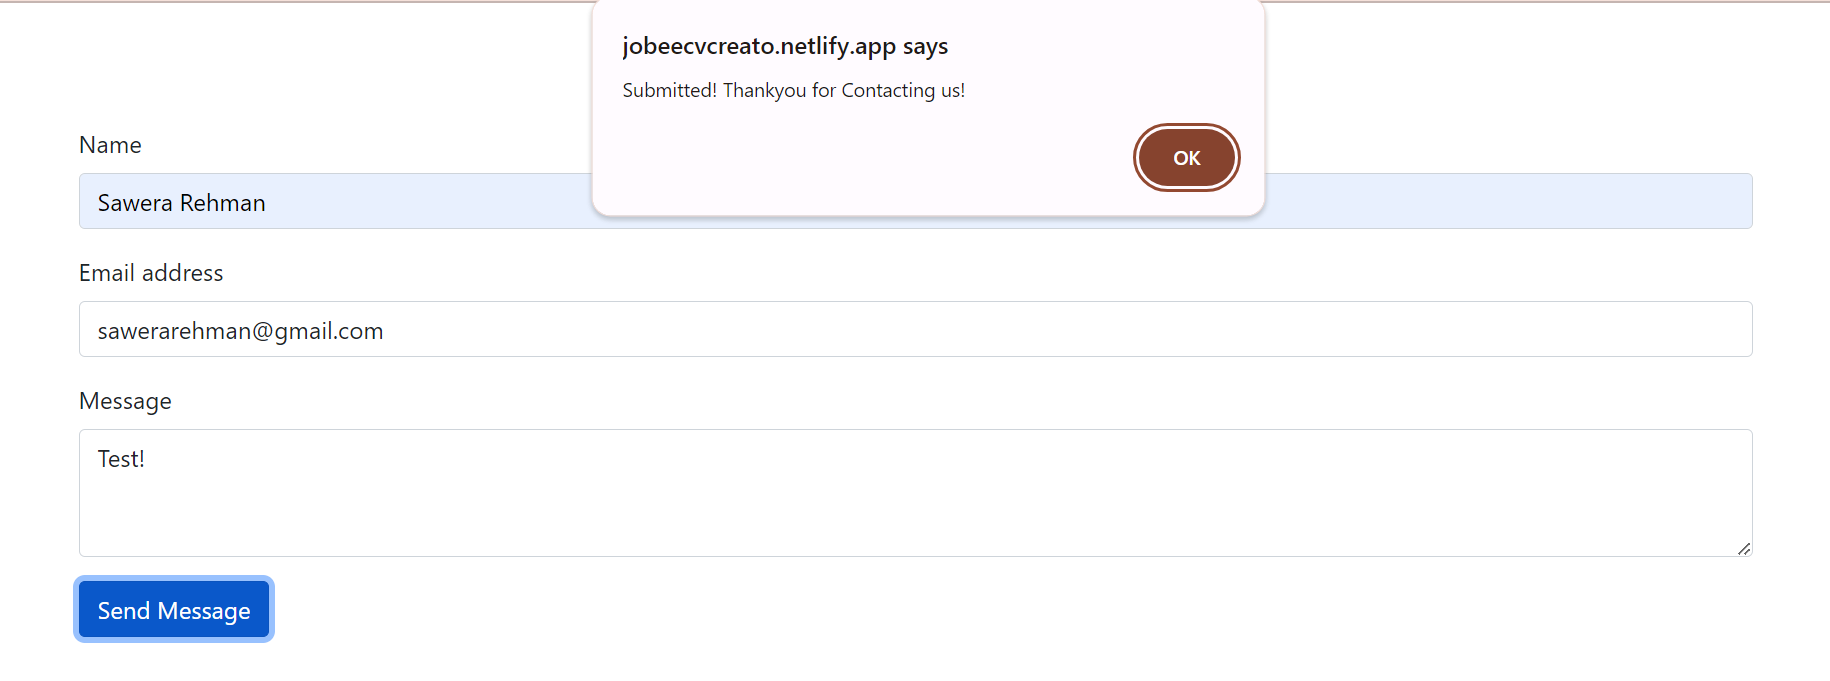 jobeecvcreato.netlify.app says
Submitted! Thankyou for Contacting us!
OK
Name
Sawera Rehman
Email address
sawerarehman@gmail.com
Message
Test!
Send Message